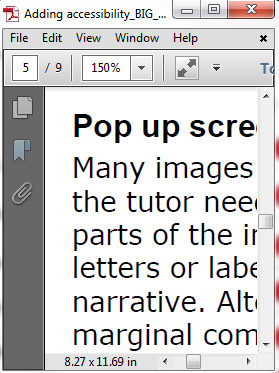 Adding accessibility_BIG_...
File Edit View Window Help
5 / 9 150%
Pop up scre
Many images
the tutor nee
parts of the i
letters or labe
narrative. Alt
marginal com
8.27 x 11.69 in